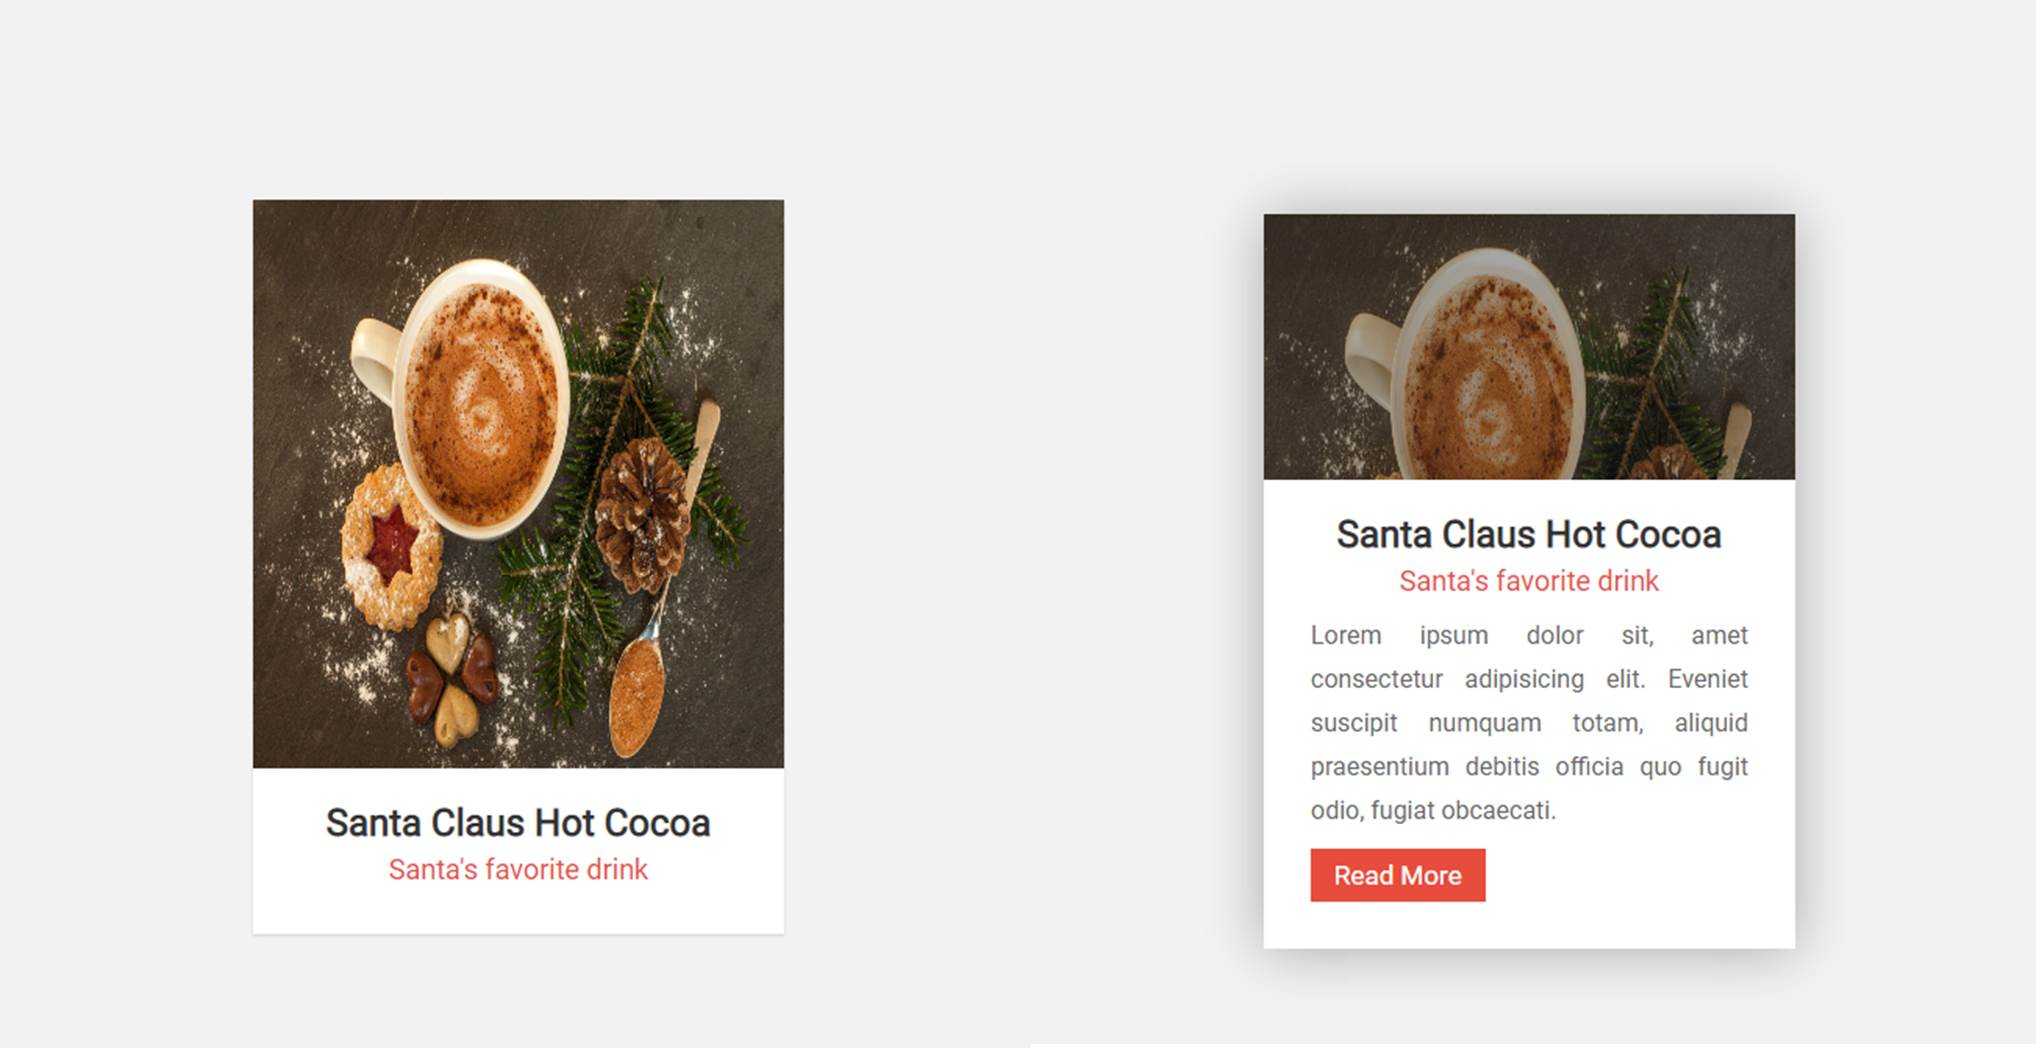 Santa Claus Hot Cocoa
Santa's favorite drink
Santa Claus Hot Cocoa
Santa's favorite drink
Lorem ipsum dolor sit, amet
consectetur adipisicing elit. Eveniet
suscipit numquam totam, aliquid
praesentium debitis officia quo fugit
odio, fugiat obcaecati.
Read More